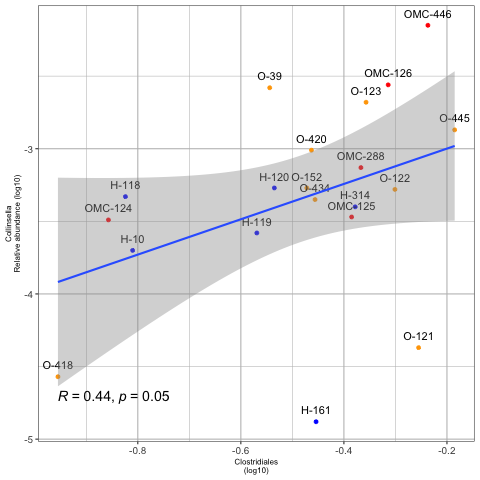 OMC-446
OMC-126
O-39
O-123
O-445
O-420
OMC-288
H-120 O-152
O-122
O-434
H-118
H-314
OMC-124
OMC-125
H-119
H-10
O-121
O-418
R = 0.44, p = 0.05
H-161
-3
-4
-5
Collinsella
Relative abundance (log10)
-0.8 -0.6 -0.4 -0.2
Clostridiales
(log10)